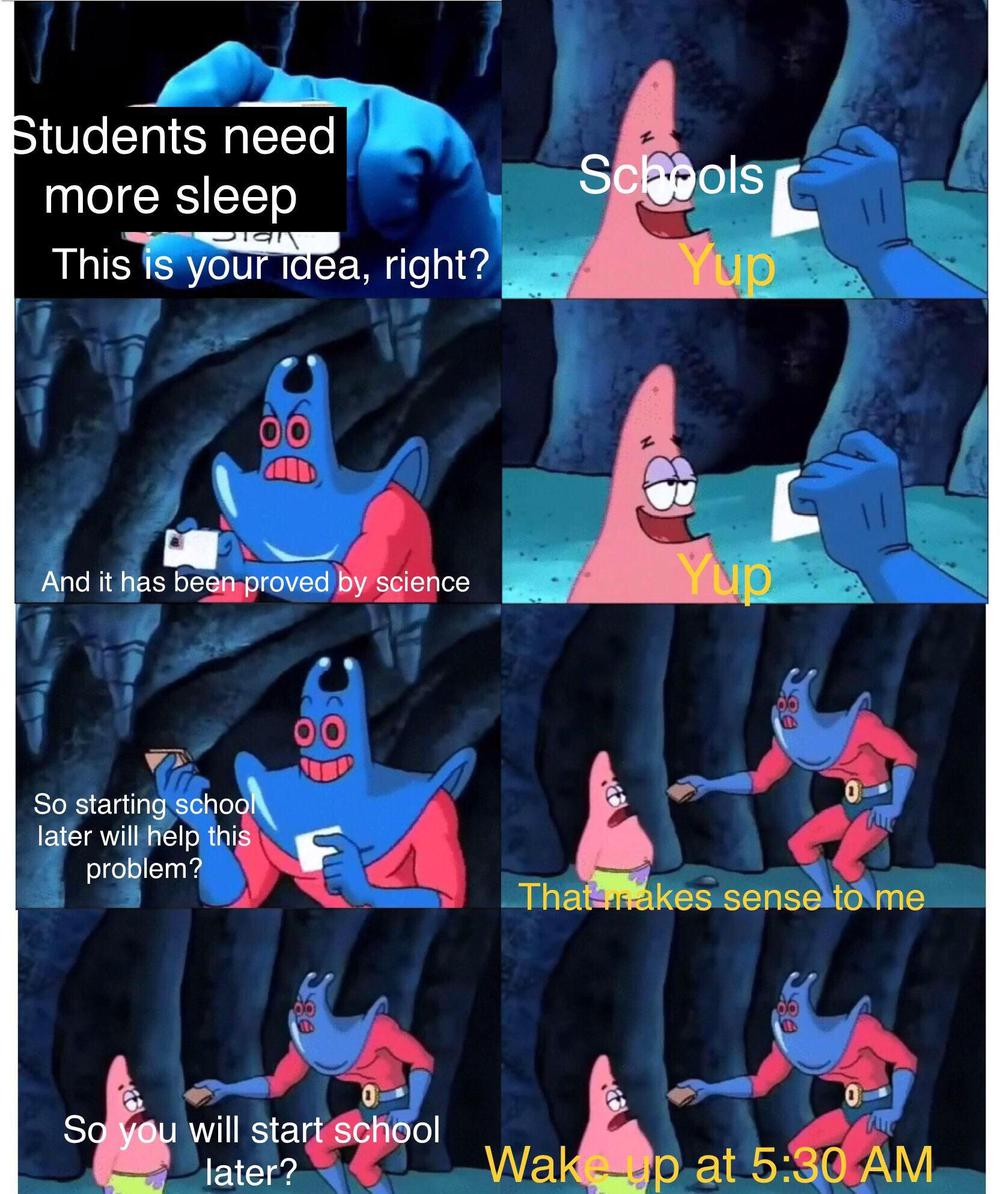 Students need
more sleep
This is your idea, right?
Schools
Yup
And it has been proved by science
Yup
So starting school
later will help this
problem?
That makes sense to me
So you will start school
later?
Wake up at 5:30 AM